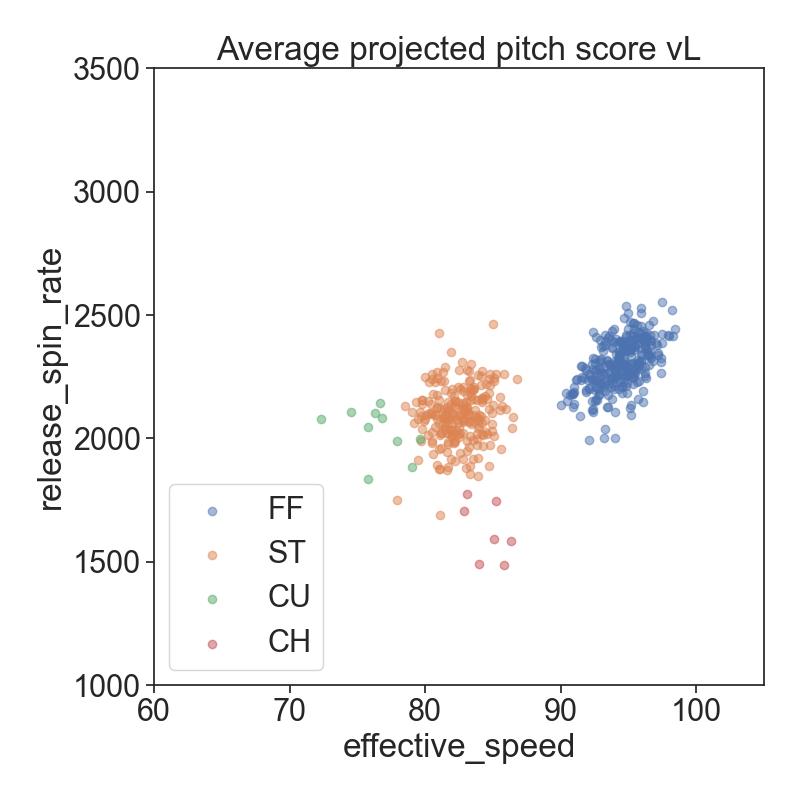 Average projected pitch score vL
3500
3000
2500
2000
1500
1000
release_spin_rate
FF
ST
CU
CH
60
70
80
90
100
effective_speed